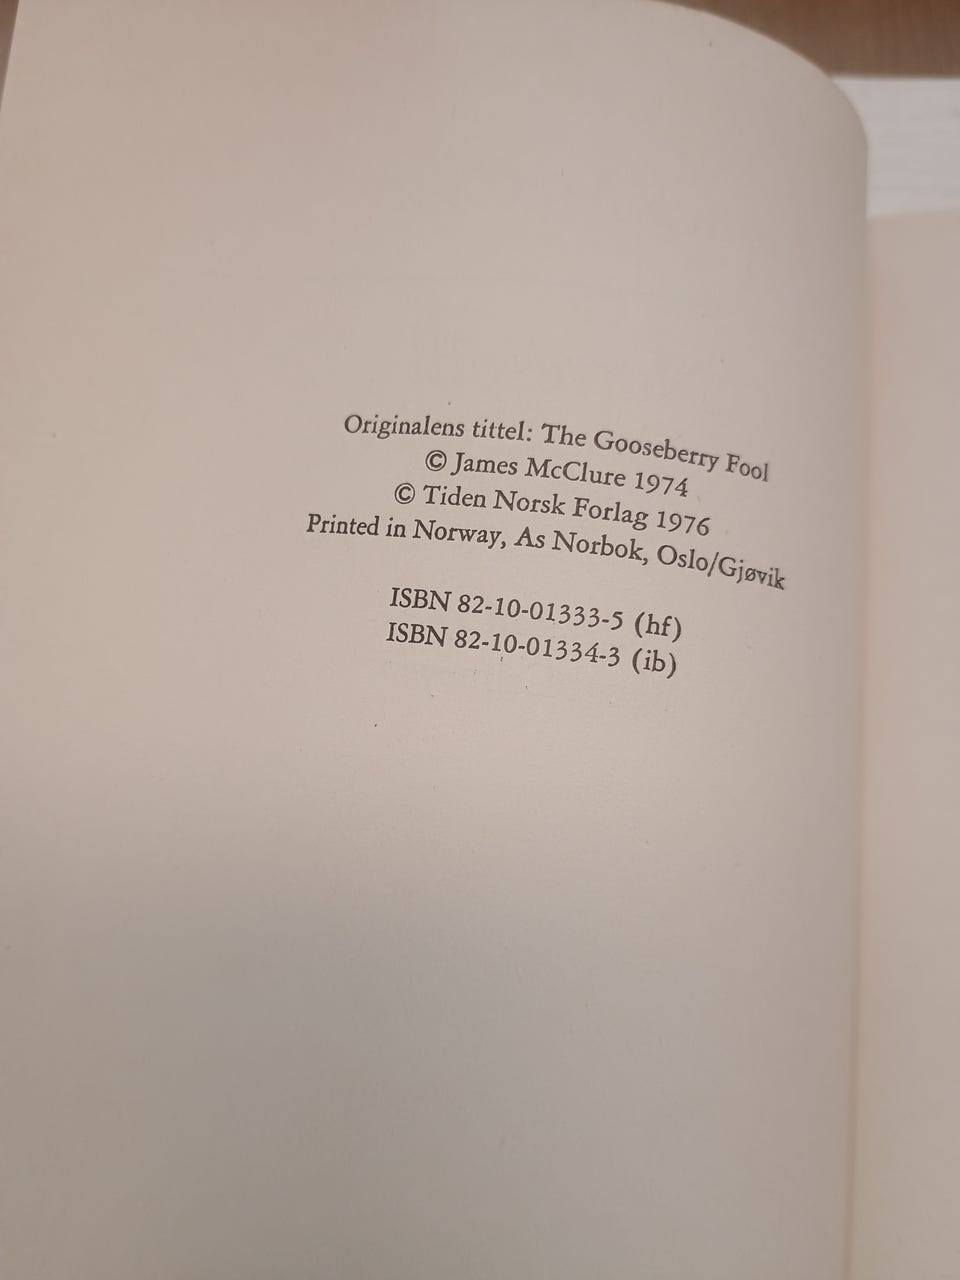 Originalens tittel: The Gooseberry Fool
© James McClure 1974
© Tiden Norsk Forlag 1976
Printed in Norway, As Norbok, Oslo/Gjøvik
ISBN 82-10-01333-5 (hf)
ISBN 82-10-01334-3 (ib)